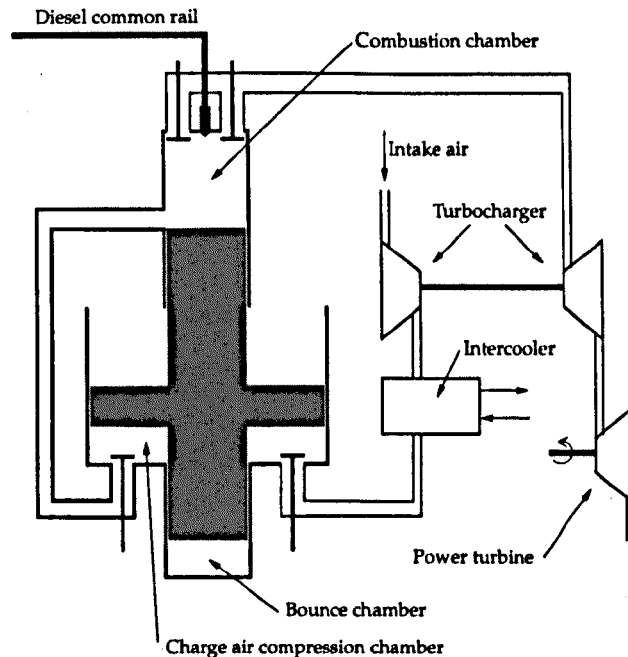 Diesel common rail
Combustion chamber
Intake air
Turbocharger
Intercooler
Power turbine
Bounce chamber
Charge air compression chamber